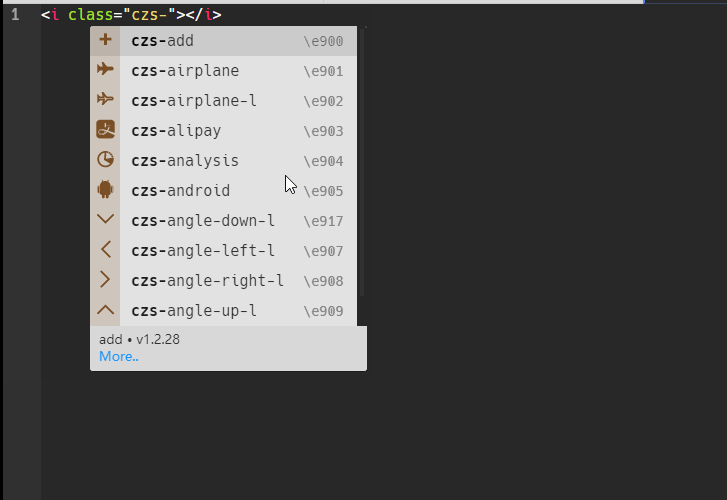 1 <i class="czs-"></i>
czs-add \e900
czs-airplane \e901
czs-airplane-l \e902
czs-alipay \e903
czs-analysis \e904
czs-android \e905
czs-angle-down-l \e917
czs-angle-left-l \e907
czs-angle-right-l \e908
czs-angle-up-l \e909
add • v1.2.28
More..